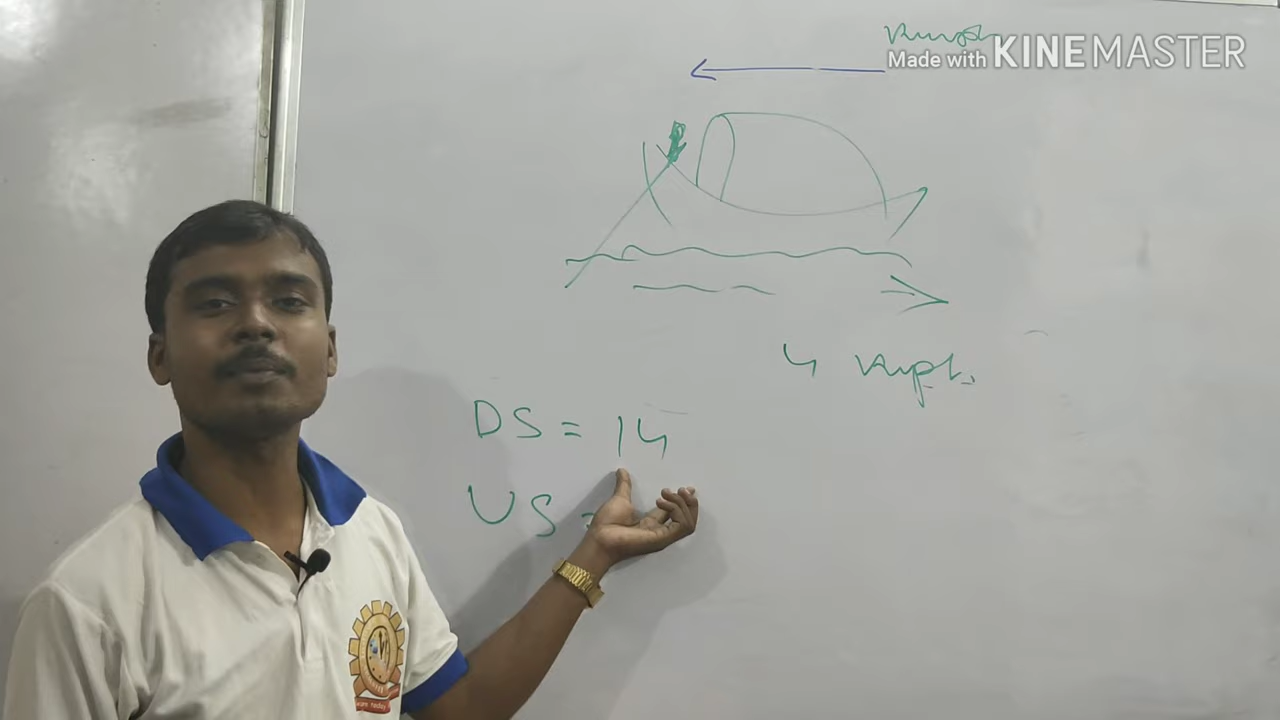 Made with KINEMASTER
4 kmph.
DS = 14
US =